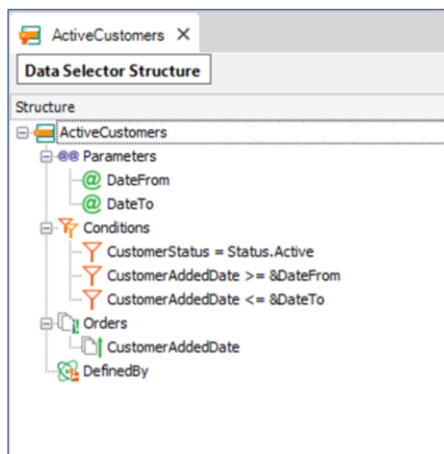 ActiveCustomers
Data Selector Structure
Structure
ActiveCustomers
Parameters
DateFrom
DateTo
Conditions
CustomerStatus = Status.Active
CustomerAddedDate >= &DateFrom
CustomerAddedDate <= &DateTo
Orders
CustomerAddedDate
DefinedBy